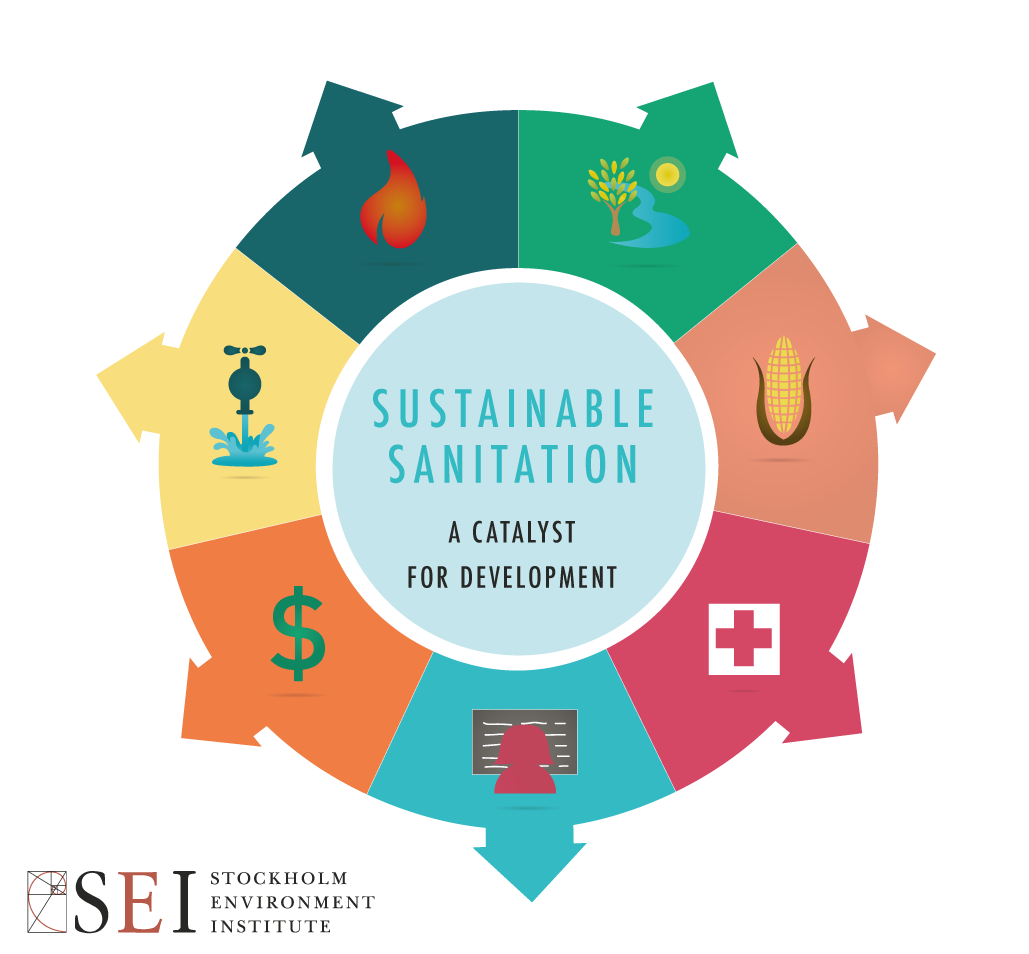 SUSTAINABLE
SANITATION
A CATALYST
FOR DEVELOPMENT
$
SEI
STOCKHOLM
ENVIRONMENT
INSTITUTE